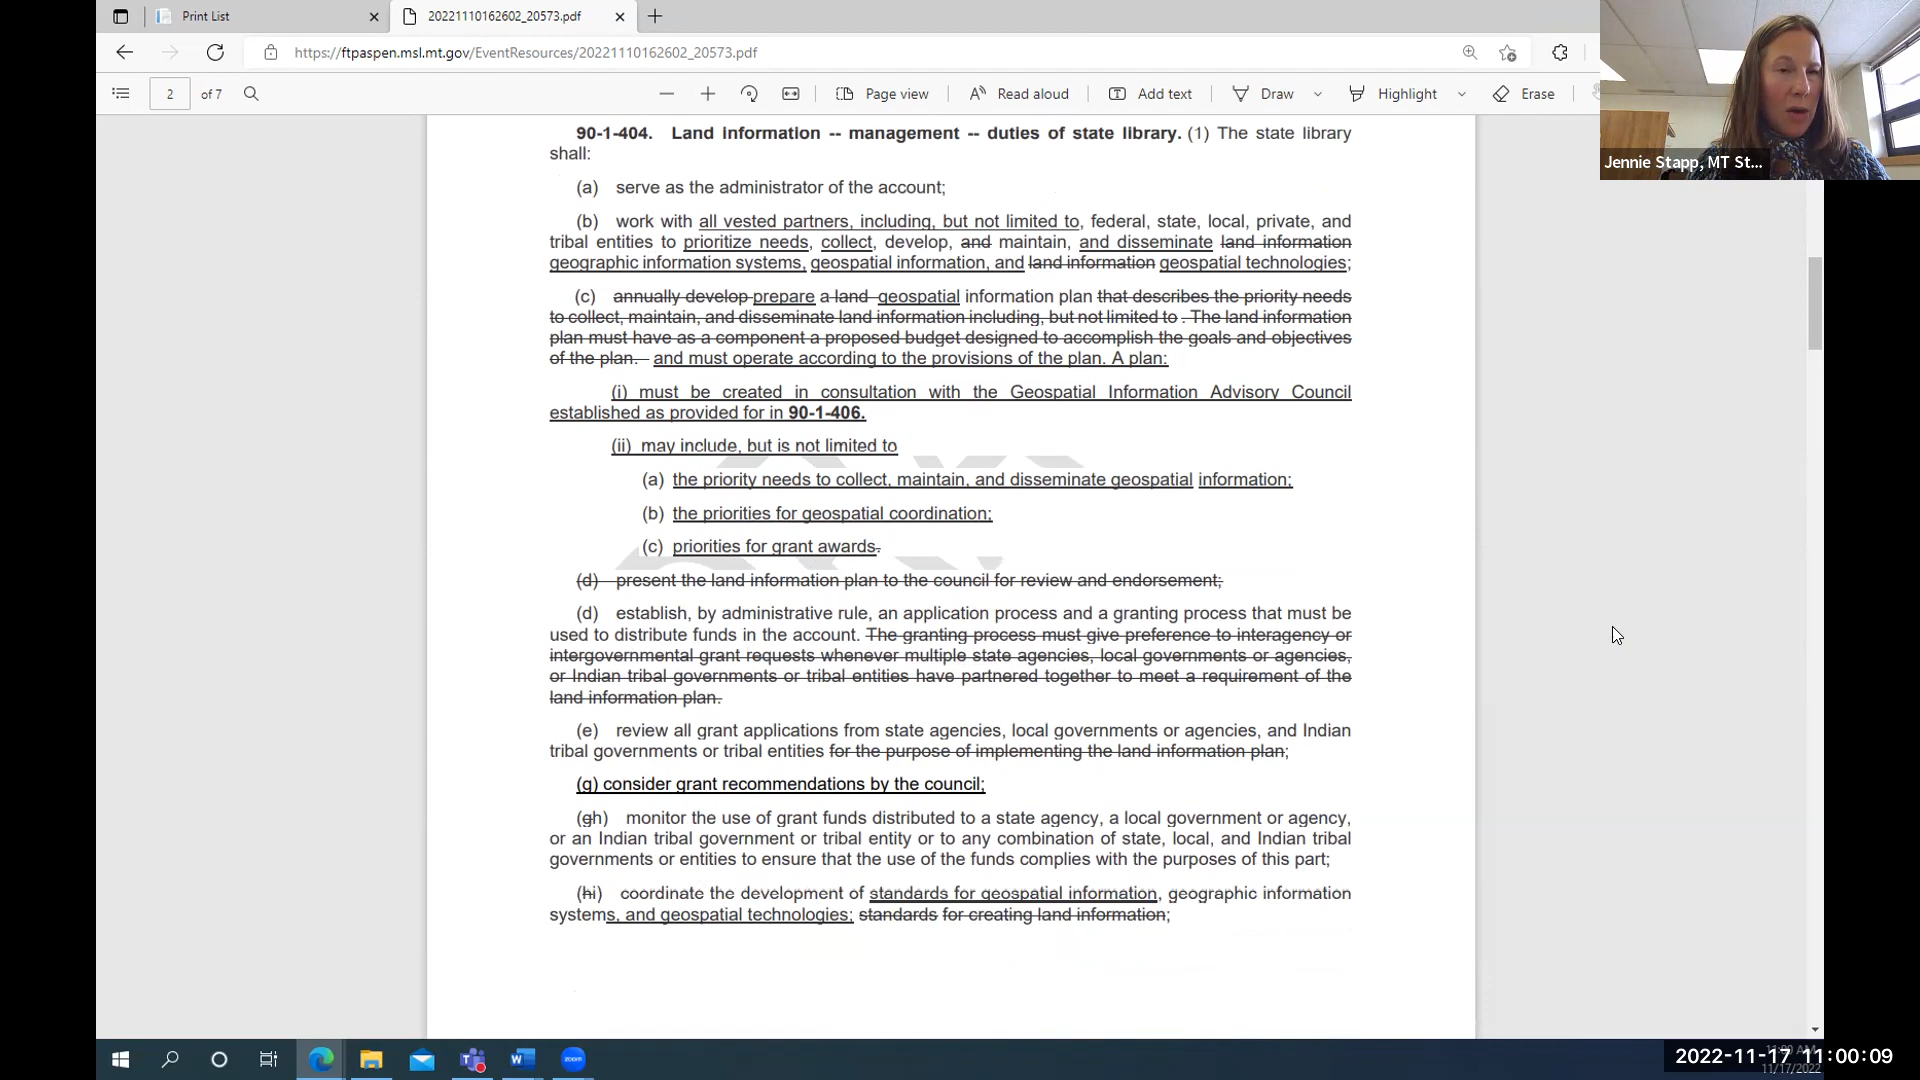 Print List
20221110162602_20573.pdf
https://ftpaspen.msl.mt.gov/EventResources/20221110162602_20573.pdf
2 of 7
Page view
Read aloud
Add text
Draw
Highlight
Erase
Jennie Stapp, MT St...
90-1-404. Land information -- management -- duties of state library. (1) The state library
shall:
(a) serve as the administrator of the account;
(b) work with all vested partners, including, but not limited to, federal, state, local, private, and
tribal entities to prioritize needs, collect, develop, and maintain, and disseminate land information
geographic information systems, geospatial information, and land information geospatial technologies;
(c) annually develop prepare a land geospatial information plan that describes the priority needs
to collect, maintain, and disseminate land information including, but not limited to . The land information
plan must have as a component a proposed budget designed to accomplish the goals and objectives
of the plan. and must operate according to the provisions of the plan. A plan:
(i) must be created in consultation with the Geospatial Information Advisory Council
established as provided for in 90-1-406.
(ii) may include, but is not limited to
(a) the priority needs to collect, maintain, and disseminate geospatial information;
(b) the priorities for geospatial coordination;
(c) priorities for grant awards.
(d) present the land information plan to the council for review and endorsement;
(d) establish, by administrative rule, an application process and a granting process that must be
used to distribute funds in the account. The granting process must give preference to interagency or
intergovernmental grant requests whenever multiple state agencies, local governments or agencies,
or Indian tribal governments or tribal entities have partnered together to meet a requirement of the
land information plan.
(e) review all grant applications from state agencies, local governments or agencies, and Indian
tribal governments or tribal entities for the purpose of implementing the land information plan;
(g) consider grant recommendations by the council;
(gh) monitor the use of grant funds distributed to a state agency, a local government or agency,
or an Indian tribal government or tribal entity or to any combination of state, local, and Indian tribal
governments or entities to ensure that the use of the funds complies with the purposes of this part;
(hi) coordinate the development of standards for geospatial information, geographic information
systems, and geospatial technologies; standards for creating land information;
zoom
2022-11-17 11:00:09
11/17/2022